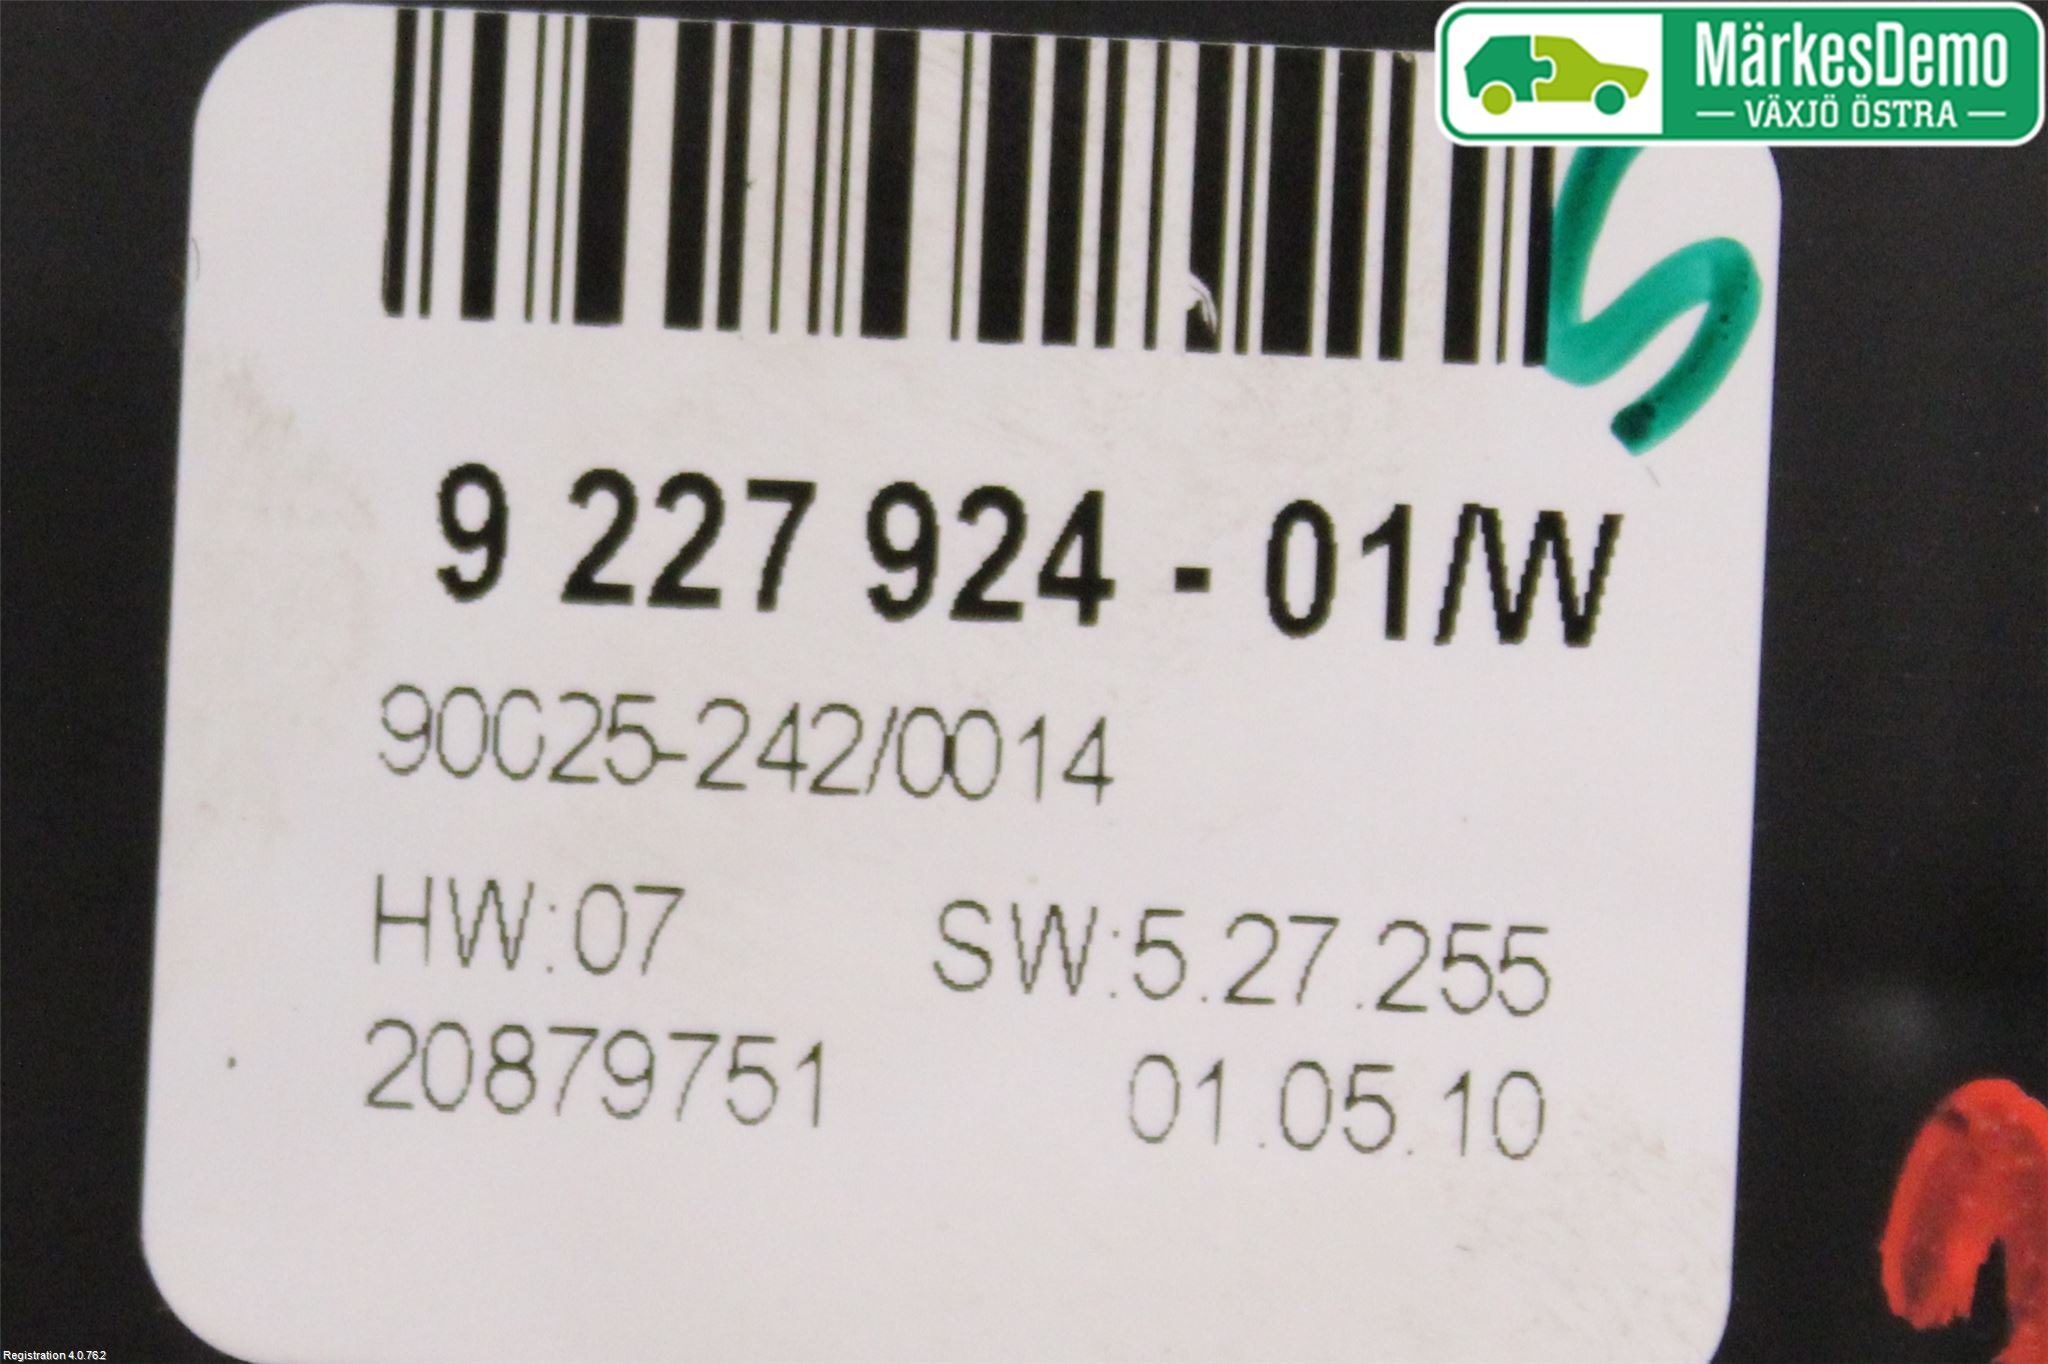 MärkesDemo
— VÄXJÖ ÖSTRA —
S
9 227 924 - 01/W
90025-242/0014
HW:07 SW:5.27.255
20879751 01.05.10
Registration 4.0.76.2